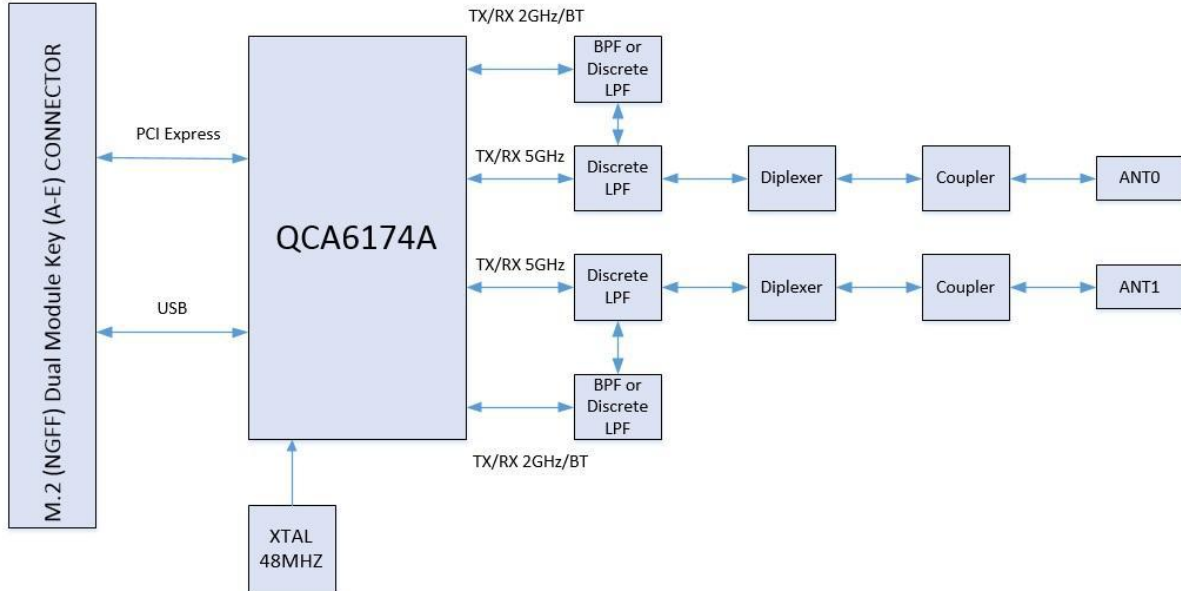 M.2 (NGFF) Dual Module Key (A-E) CONNECTOR
PCI Express
USB
QCA6174A
XTAL
48MHZ
TX/RX 2GHz/BT
BPF or
Discrete
LPF
TX/RX 5GHz
Discrete
LPF
Diplexer
Coupler
ANT0
TX/RX 5GHz
Discrete
LPF
Diplexer
Coupler
ANT1
BPF or
Discrete
LPF
TX/RX 2GHz/BT